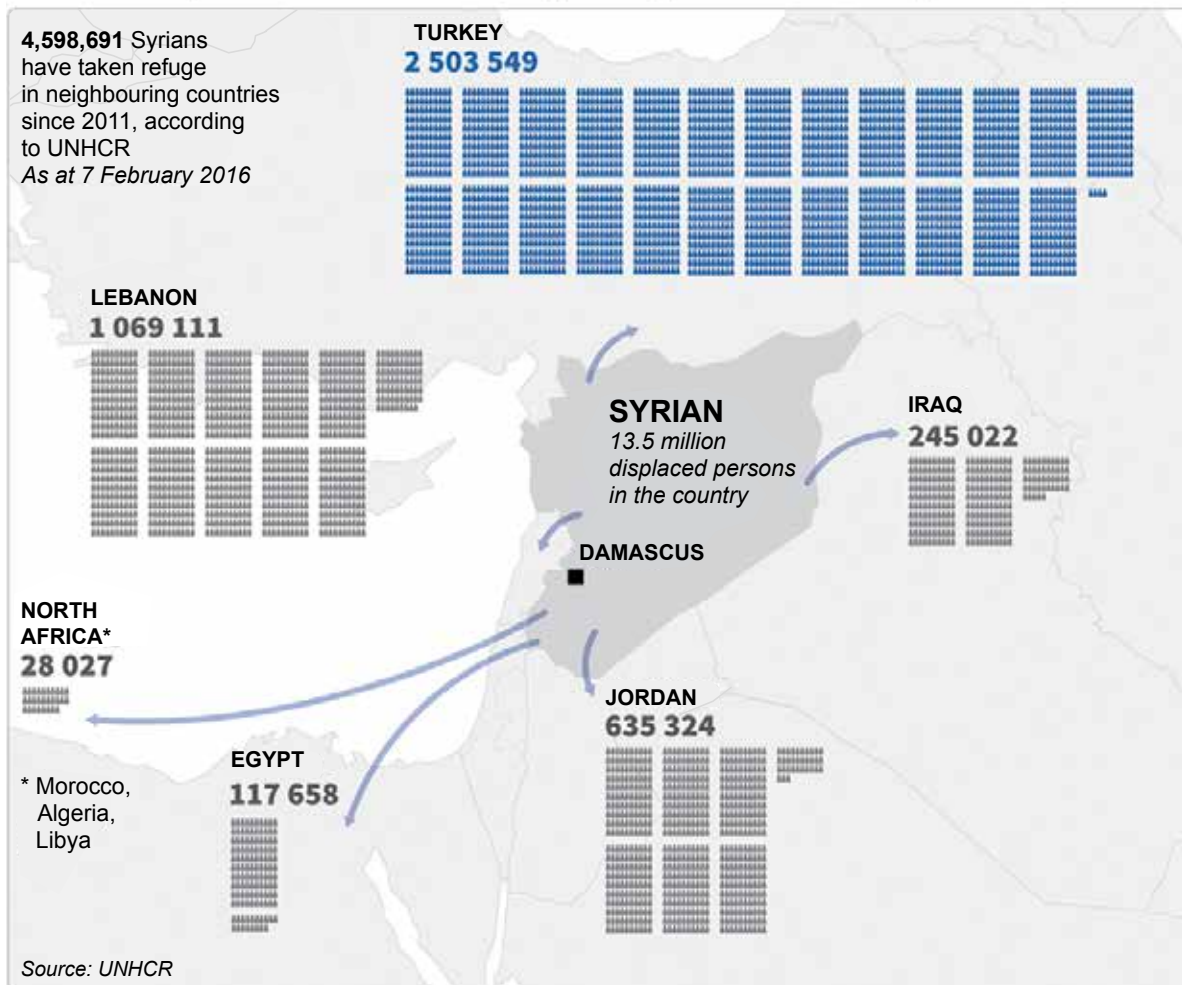 4,598,691 Syrians
have taken refuge
in neighbouring countries
since 2011, according
to UNHCR
As at 7 February 2016
TURKEY
2 503 549
LEBANON
1 069 111
SYRIAN
13.5 million
displaced persons
in the country
IRAQ
245 022
DAMASCUS
NORTH
AFRICA*
28 027
JORDAN
635 324
EGYPT
117 658
* Morocco,
Algeria,
Libya
Source: UNHCR